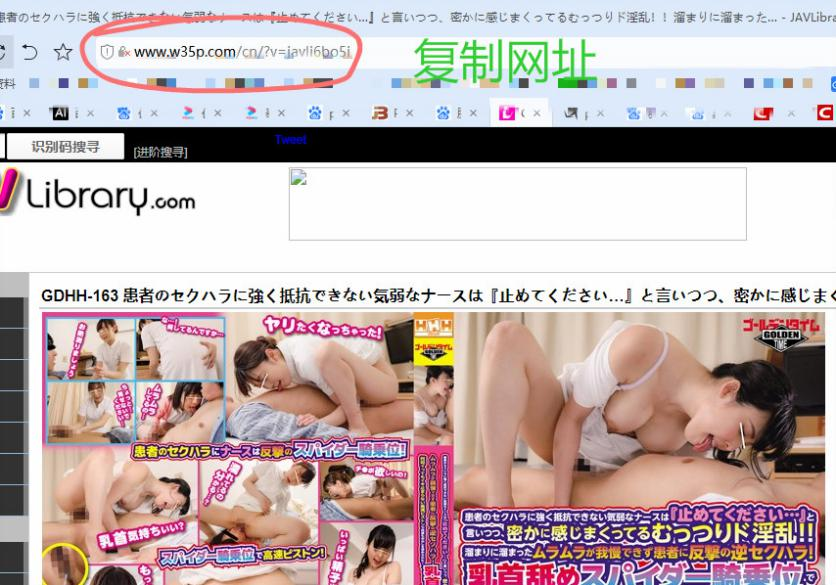 患者のセクハラに強く抵抗できない気弱なナースは『止めてください...』と言いつつ、密かに感じまくってるむっつりド淫乱！！ 溜まりに溜まった... - JAVLibra
www.w35p.com/cn/?v=javli6bo5i
复制网址
识别码搜寻
[进阶搜寻]
Tweet
Library.com
GDHH-163 患者のセクハラに強く抵抗できない気弱なナースは『止めてください…』と言いつつ、密かに感じまく
ヤリたくなっちゃった!
ゴールデンタイム
GOLDEN
TIME
患者のセクハラにナースは反撃のスパイダー騎乗位!
乳首気持ちいい?
スパイダー騎乗位で高速ピストン!
患者のセクハラに強く抵抗できない気弱なナースは『止めてください…』と
言いつつ、密かに感じまくってるむっつりド淫乱!!
溜まりに溜まったムラムラが我慢できず患者に反撃の逆セクハラ!
乳首舐めスパイダー騎乗位で